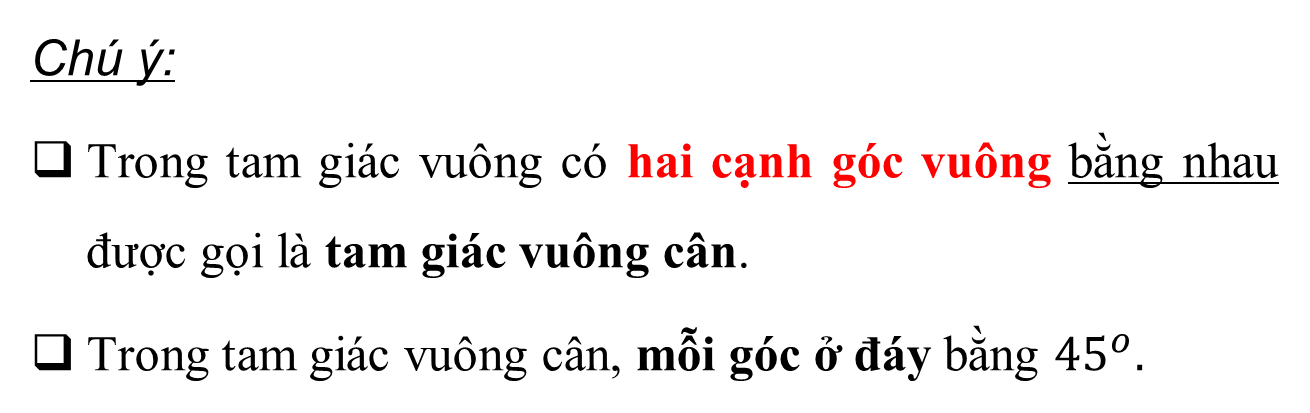 Chú ý:
❑ Trong tam giác vuông có hai cạnh góc vuông bằng nhau
được gọi là tam giác vuông cân.
❑ Trong tam giác vuông cân, mỗi góc ở đáy bằng 45ᵒ.